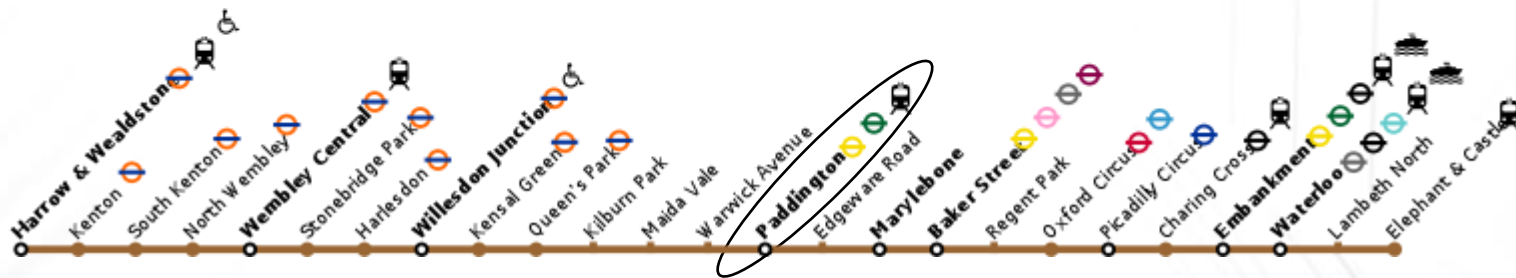 Harrow & Wealdstone
Kenton
South Kenton
North Wembley
Wembley Central
Stonebridge Park
Harlesdon
Willesdon Junction
Kensal Green
Queen's Park
Kilburn Park
Maida Vale
Warwick Avenue
Paddington
Edgeware Road
Marylebone
Baker Street
Regent Park
Oxford Circus
Picadilly Circus
Charing Cross
Embankment
Waterloo
Lambeth North
Elephant & Castle